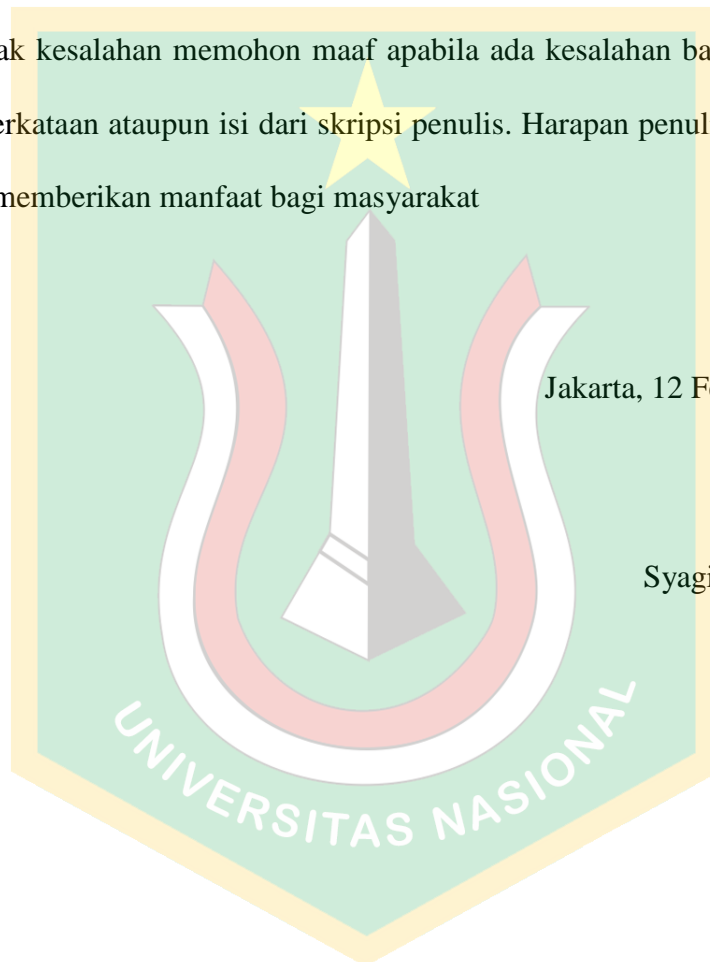 ak kesalahan memohon maaf apabila ada kesalahan ba
erkataan ataupun isi dari skripsi penulis. Harapan penul
memberikan manfaat bagi masyarakat
Jakarta, 12 F
Syagi
UNIVERSITAS NASIONAL